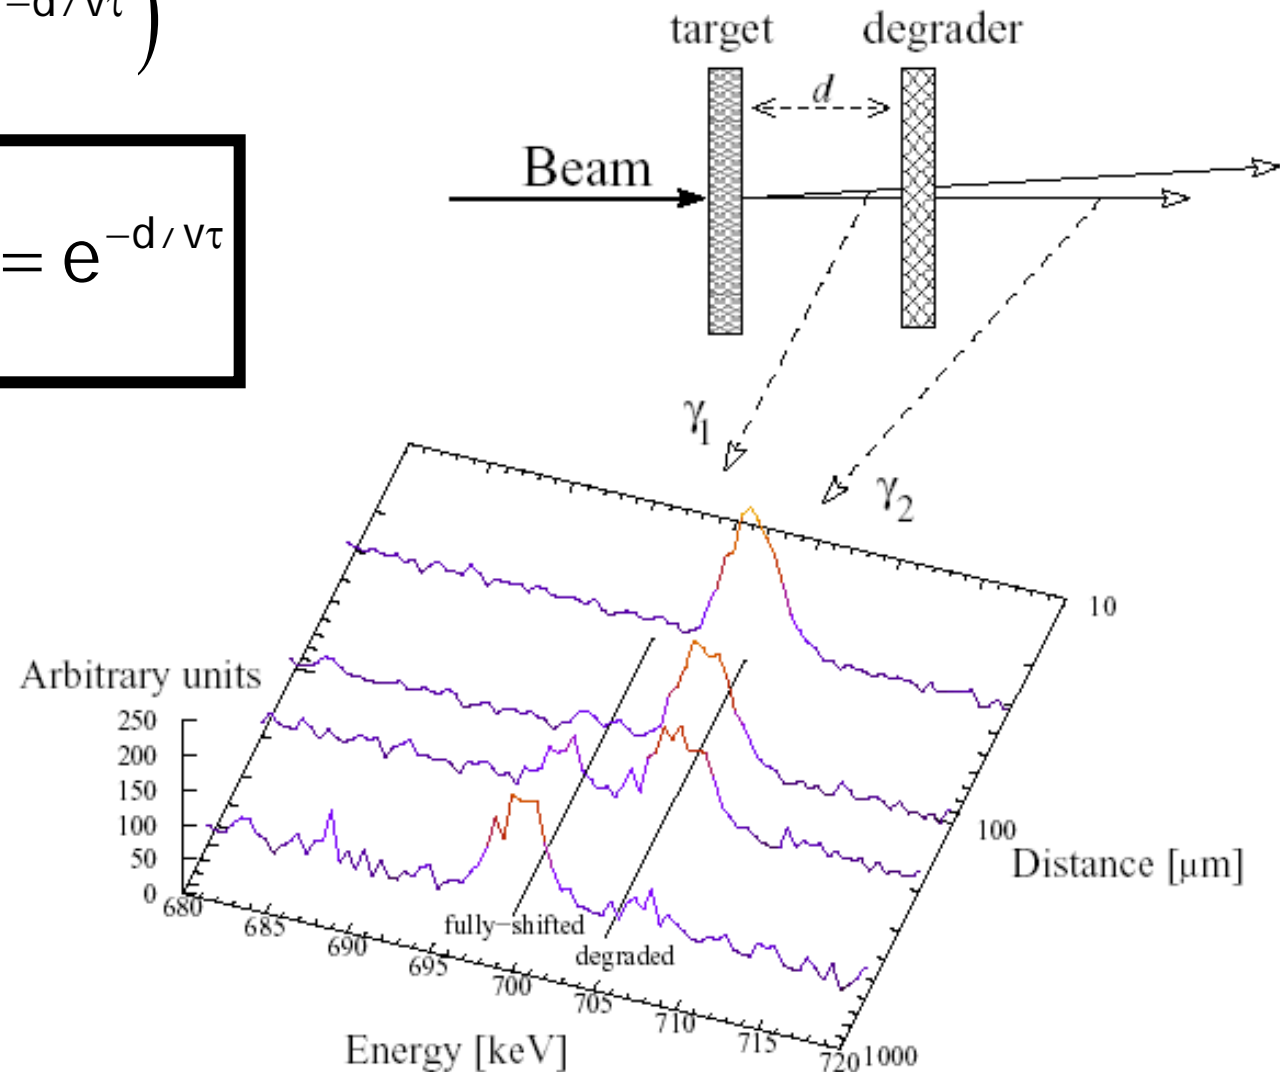 −d / vτ )
= e −d / vτ
target
degrader
d
Beam
γ1
γ2
10
100
1000
Distance [μm]
Arbitrary units
250
200
150
100
50
0
fully−shifted
degraded
680
685
690
695
700
705
710
715
720
Energy [keV]